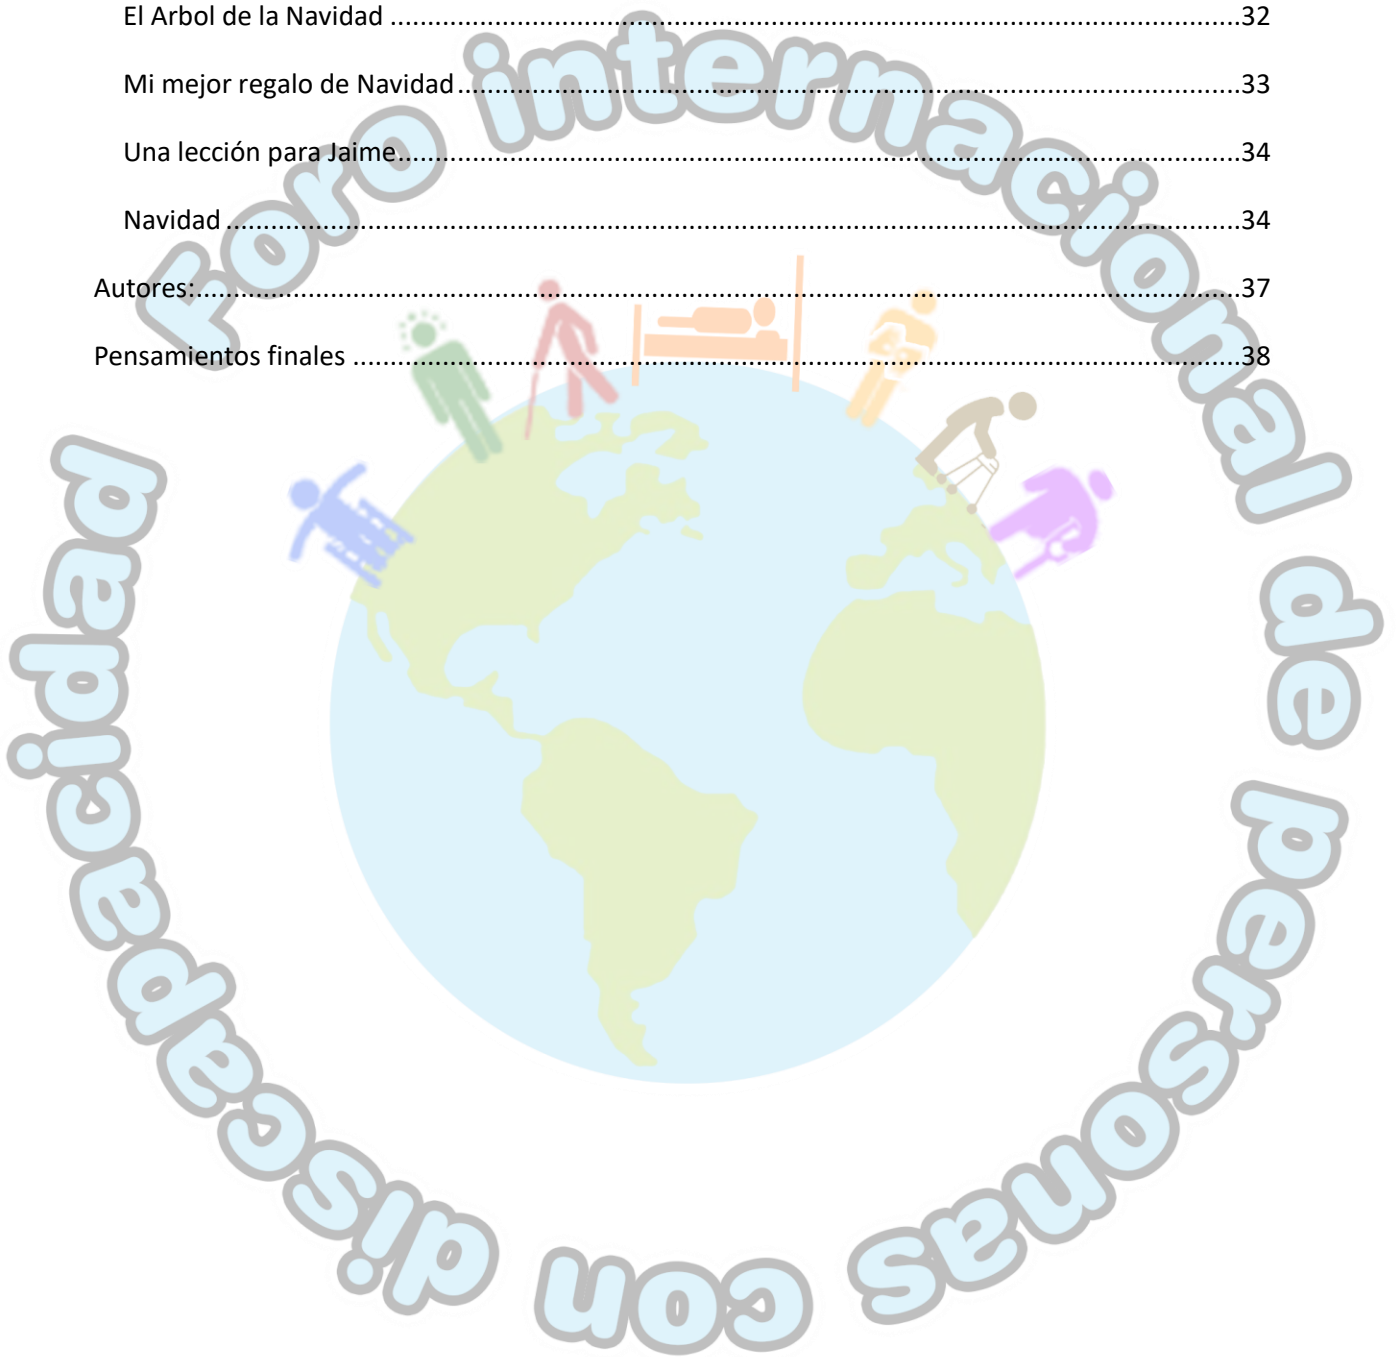 El Arbol de la Navidad ........................................................................................................................32
Mi mejor regalo de Navidad ..............................................................................................................33
Una lección para Jaime.......................................................................................................................34
Navidad ...............................................................................................................................................34
Autores:...................................................................................................................................................37
Pensamientos finales .............................................................................................................................38
Foro internacional de personas con discapacidad